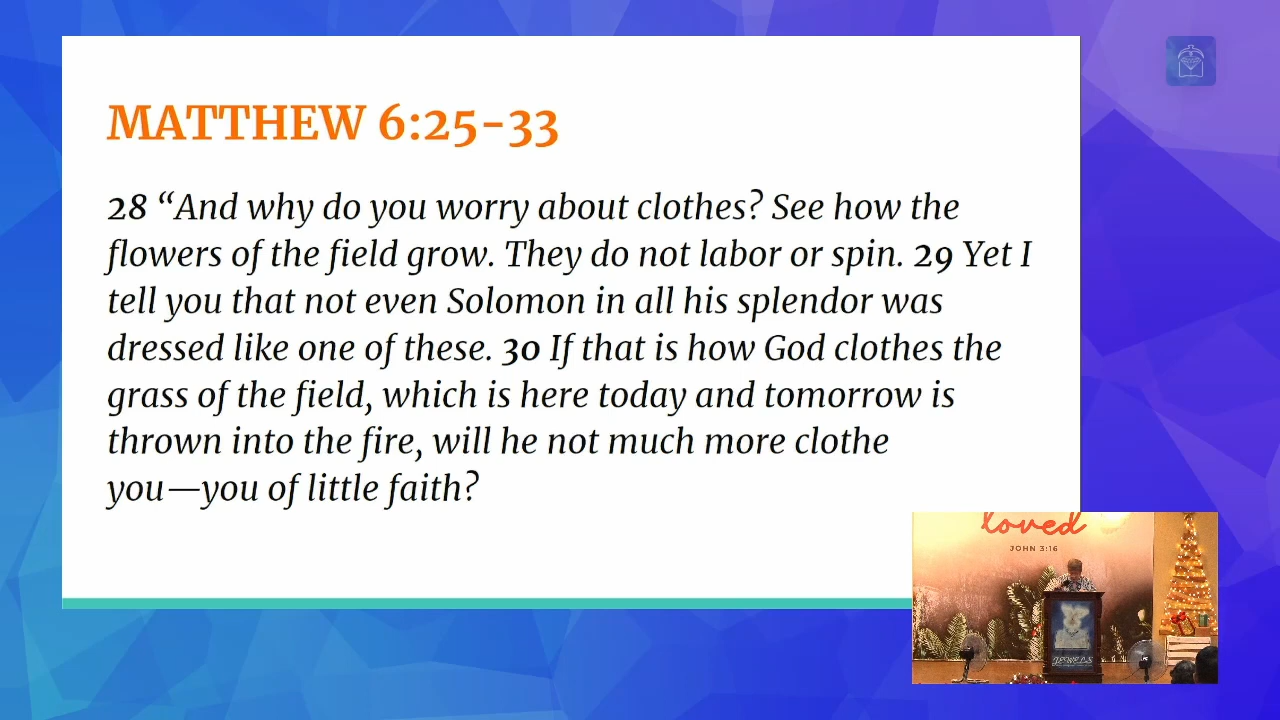 MATTHEW 6:25-33
28 “And why do you worry about clothes? See how the
flowers of the field grow. They do not labor or spin. 29 Yet I
tell you that not even Solomon in all his splendor was
dressed like one of these. 30 If that is how God clothes the
grass of the field, which is here today and tomorrow is
thrown into the fire, will he not much more clothe
you—you of little faith?
loved
JOHN 3:16
JEWELS